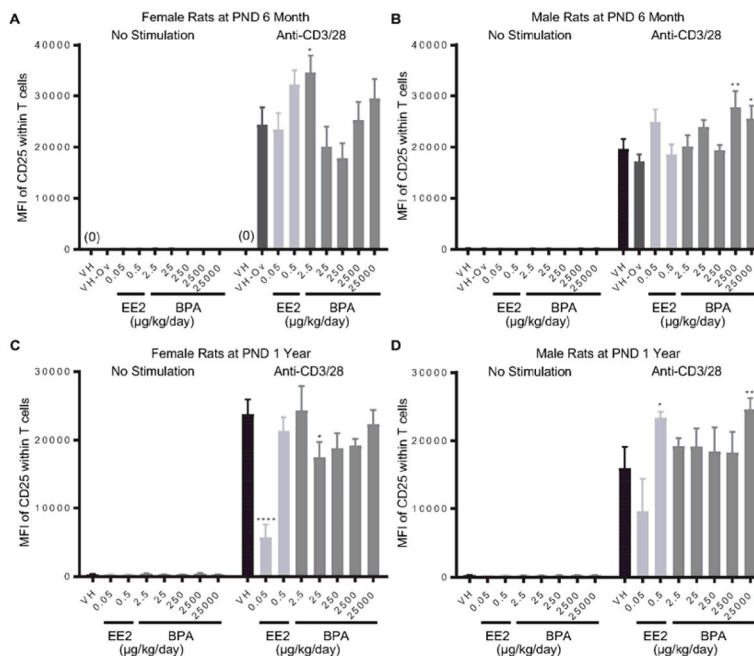 A
Female Rats at PND 6 Month
No Stimulation
Anti-CD3/28
MFI of CD25 within T cells
40000
30000
20000
10000
0
(0)
(0)
*
VH
VH-Ov
0.05
0.5
2.5
25
250
2500
25000
VH
VH-Ov
0.05
0.5
2.5
25
250
2500
25000
EE2
BPA
(µg/kg/day)
EE2
BPA
(µg/kg/day)
B
Male Rats at PND 6 Month
No Stimulation
Anti-CD3/28
MFI of CD25 within T cells
40000
30000
20000
10000
0
**
*
VH
VH-Ov
0.05
0.5
2.5
25
250
2500
25000
VH
VH-Ov
0.05
0.5
2.5
25
250
2500
25000
EE2
BPA
(µg/kg/day)
EE2
BPA
(µg/kg/day)
C
Female Rats at PND 1 Year
No Stimulation
Anti-CD3/28
MFI of CD25 within T cells
30000
20000
10000
0
****
*
VH
0.05
0.5
2.5
25
250
2500
25000
VH
0.05
0.5
2.5
25
250
2500
25000
EE2
BPA
(µg/kg/day)
EE2
BPA
(µg/kg/day)
D
Male Rats at PND 1 Year
No Stimulation
Anti-CD3/28
MFI of CD25 within T cells
30000
20000
10000
0
*
**
VH
0.05
0.5
2.5
25
250
2500
25000
VH
0.05
0.5
2.5
25
250
2500
25000
EE2
BPA
(µg/kg/day)
EE2
BPA
(µg/kg/day)